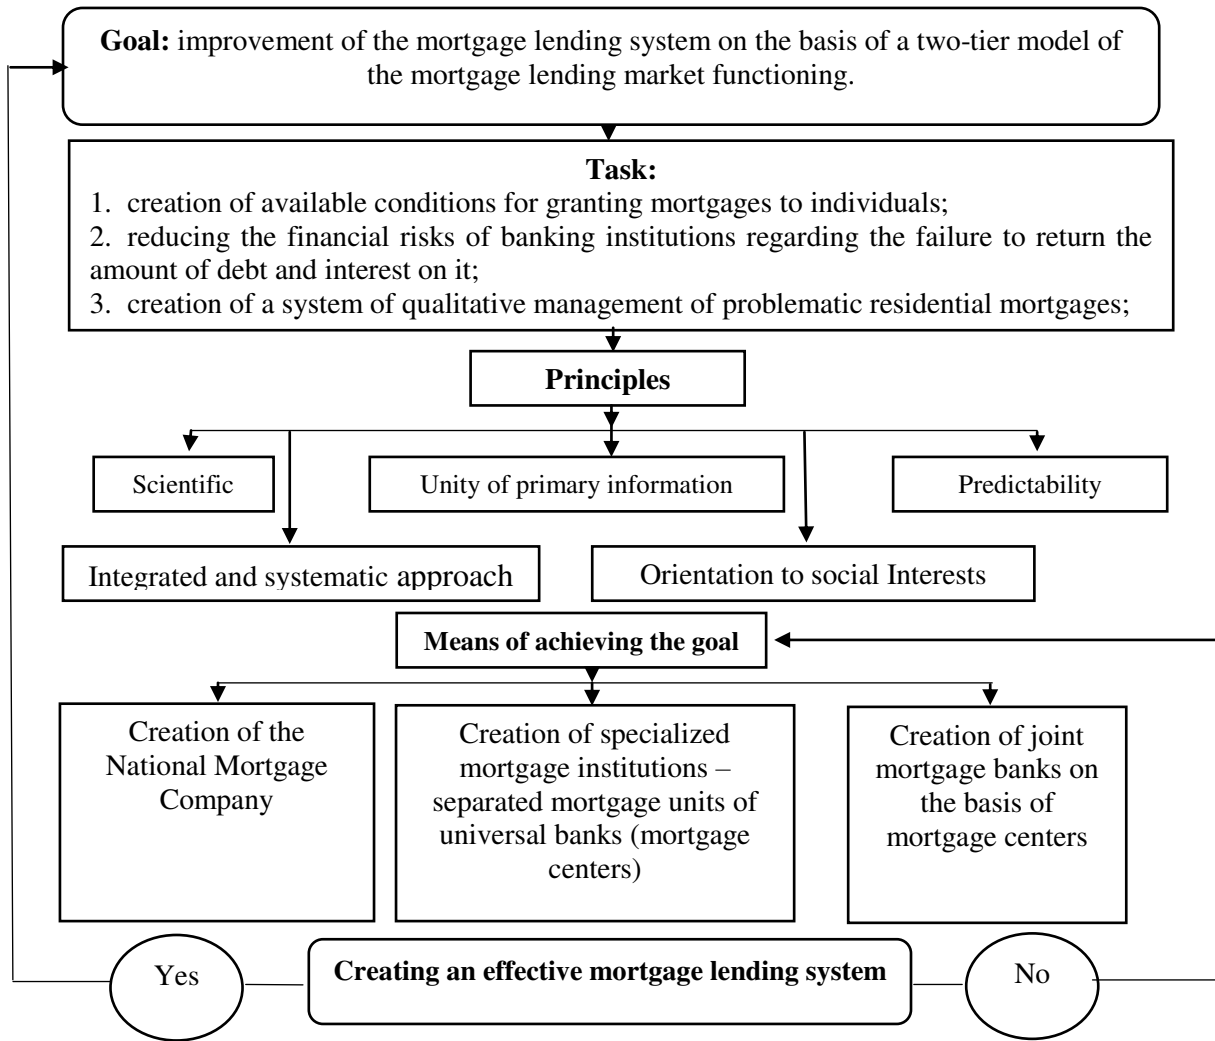 Goal: improvement of the mortgage lending system on the basis of a two-tier model of
the mortgage lending market functioning.
Task:
1. creation of available conditions for granting mortgages to individuals;
2. reducing the financial risks of banking institutions regarding the failure to return the
amount of debt and interest on it;
3. creation of a system of qualitative management of problematic residential mortgages;
Principles
Scientific
Unity of primary information
Predictability
Integrated and systematic approach
Orientation to social Interests
Means of achieving the goal
Creation of the
National Mortgage
Company
Creation of specialized
mortgage institutions –
separated mortgage units of
universal banks (mortgage
centers)
Creation of joint
mortgage banks on
the basis of
mortgage centers
Yes
Creating an effective mortgage lending system
No